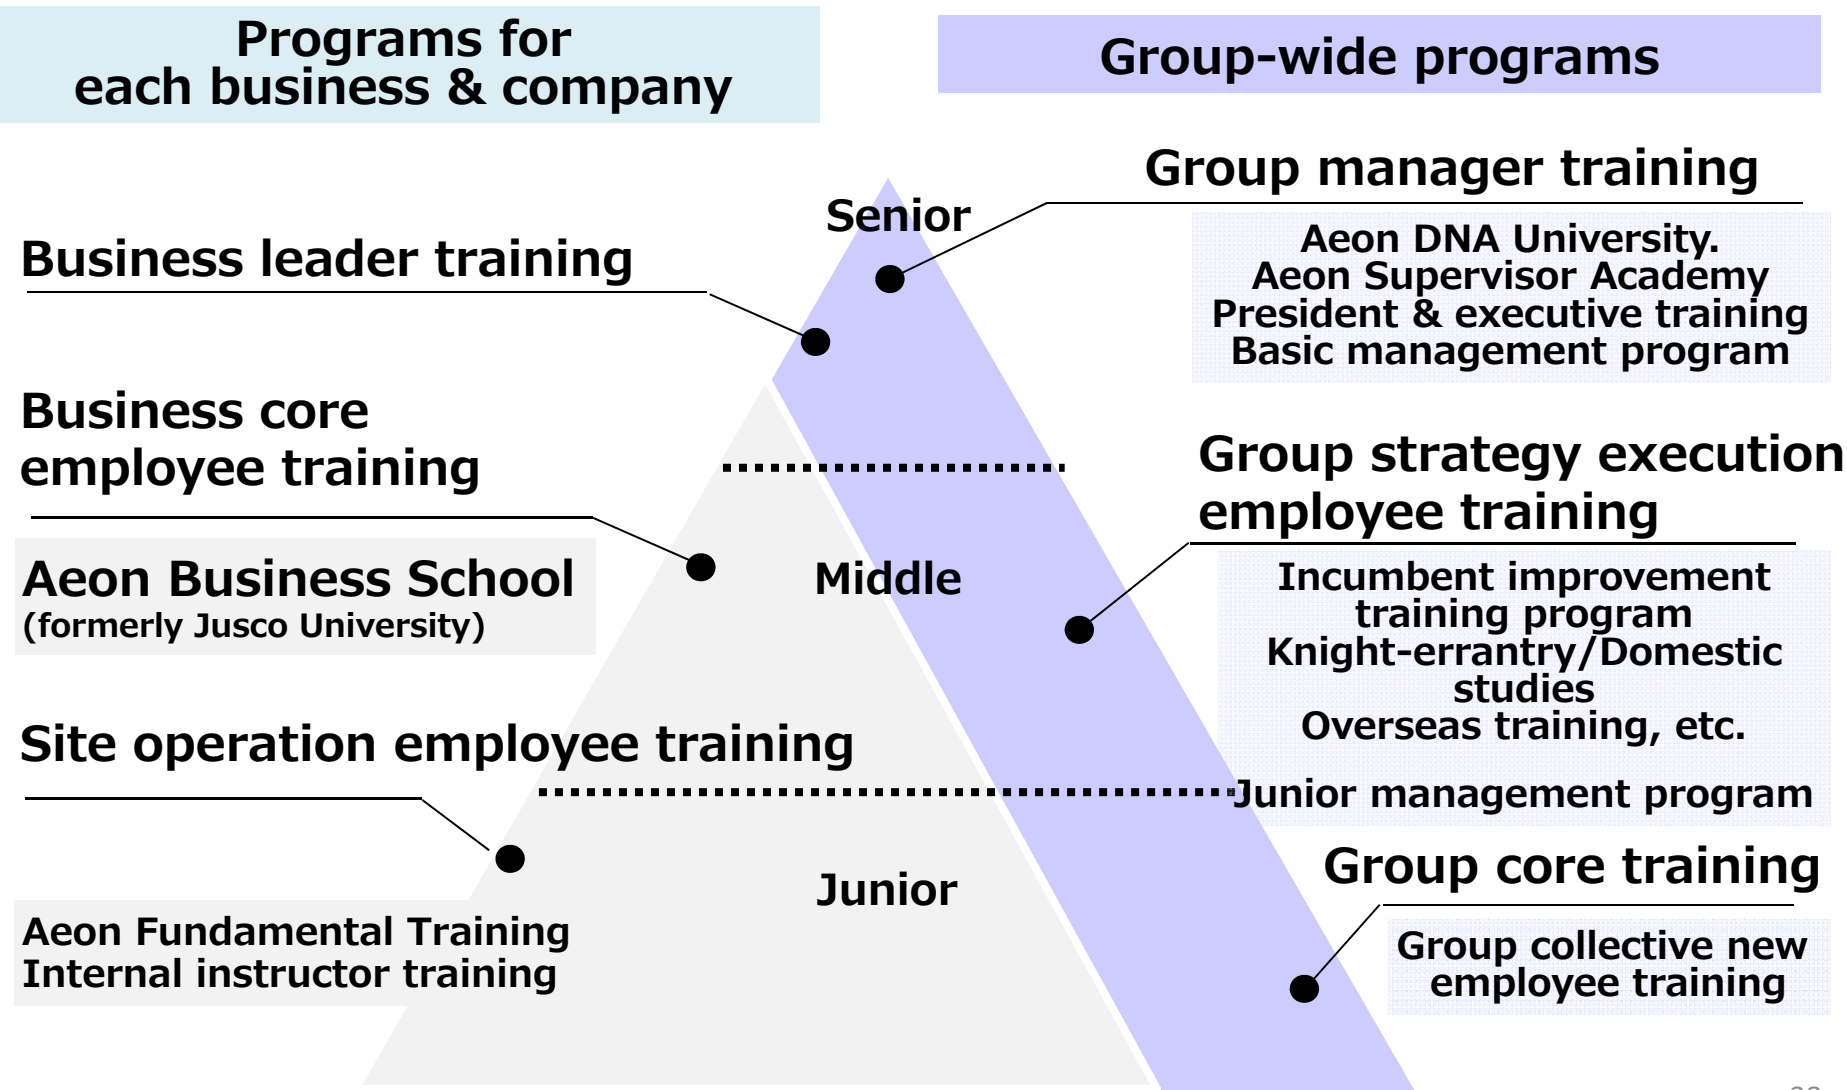 Programs for
each business & company
Group-wide programs
Group manager training
Senior
Aeon DNA University.
Aeon Supervisor Academy
President & executive training
Basic management program
Business leader training
Business core
employee training
Aeon Business School
(formerly Jusco University)
Middle
Group strategy execution
employee training
Incumbent improvement
training program
Knight-errantry/Domestic
studies
Overseas training, etc.
Junior management program
Site operation employee training
Junior
Aeon Fundamental Training
Internal instructor training
Group core training
Group collective new
employee training